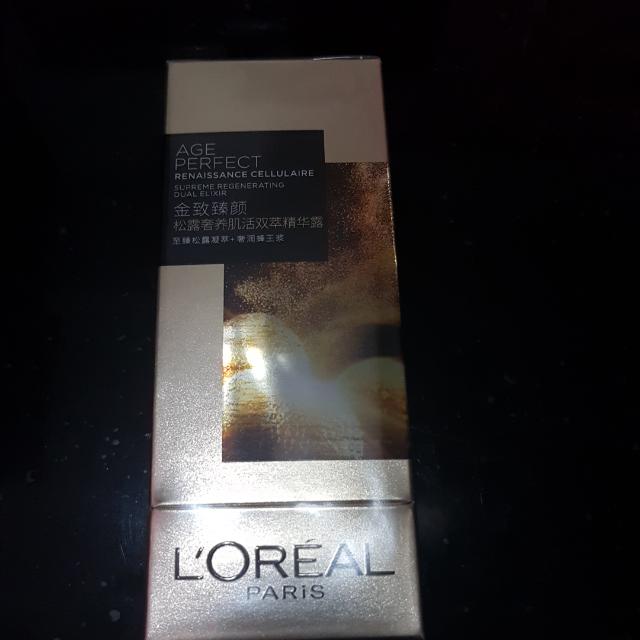 AGE
PERFECT
RENAISSANCE CELLULAIRE
SUPREME REGENERATING
DUAL ELIXIR
金致臻颜
松露奢养肌活双萃精华露
至臻松露凝萃+奢润蜂王浆
L'ORÉAL
PARiS